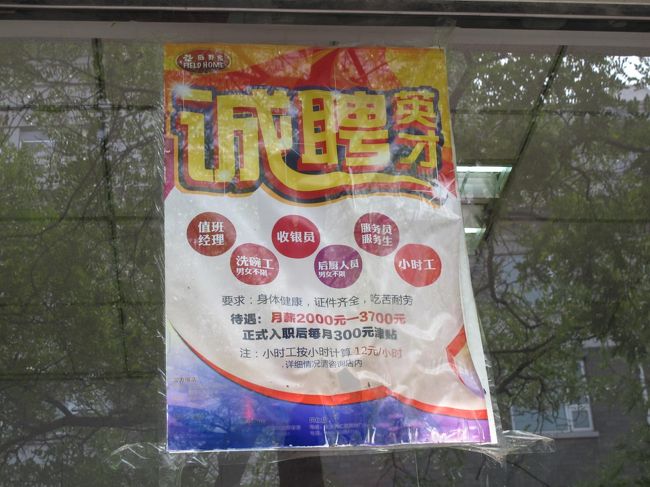 田野家
FIELD HOME
诚聘英才
值班经理
收银员
服务员
服务生
洗碗工
男女不限
后厨人员
男女不限
小时工
要求：身体健康，证件齐全，吃苦耐劳
待遇：月薪2000元—3700元
正式入职后每月300元津贴
注：小时工按小时计算 12元/小时
详细情况请咨询店内